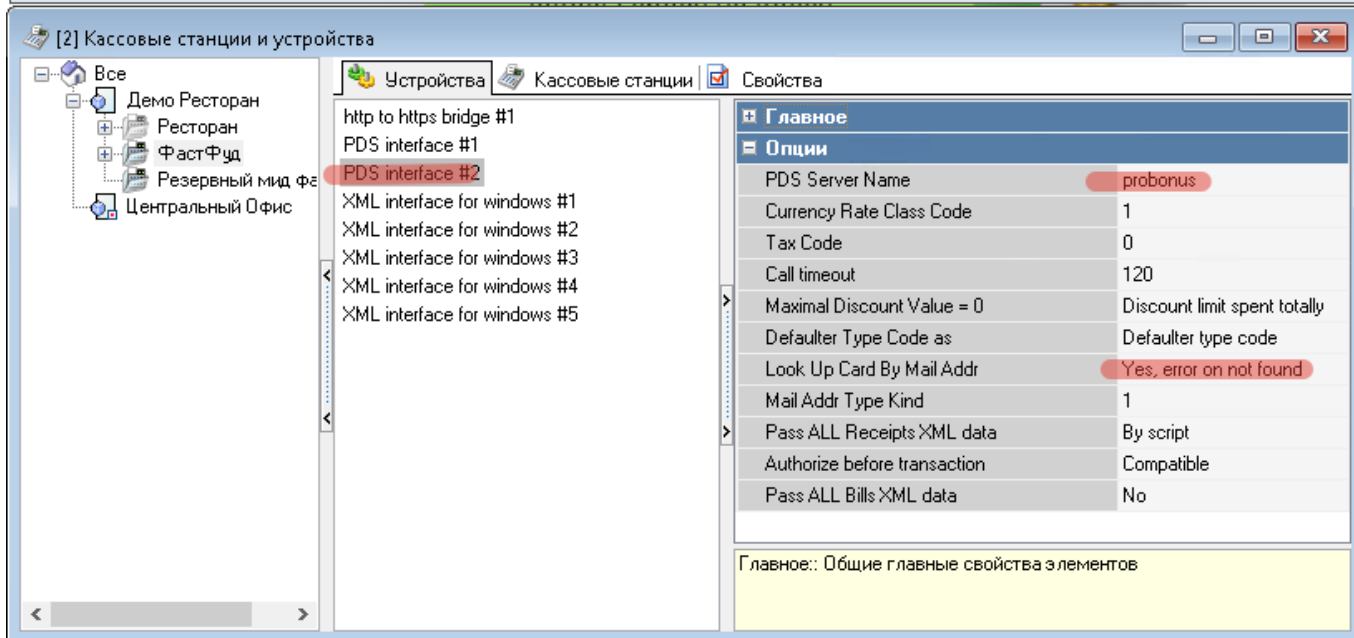 [2] Кассовые станции и устройства
Все
Демо Ресторан
Ресторан
ФастФуд
Резервный мид фа
Центральный Офис
Устройства
Кассовые станции
Свойства
http to https bridge #1
PDS interface #1
PDS interface #2
XML interface for windows #1
XML interface for windows #2
XML interface for windows #3
XML interface for windows #4
XML interface for windows #5
Главное
Опции
PDS Server Name probonus
Currency Rate Class Code 1
Tax Code 0
Call timeout 120
Maximal Discount Value = 0 Discount limit spent totally
Defaulter Type Code as Defaulter type code
Look Up Card By Mail Addr Yes, error on not found
Mail Addr Type Kind 1
Pass ALL Receipts XML data By script
Authorize before transaction Compatible
Pass ALL Bills XML data No
Главное:: Общие главные свойства элементов